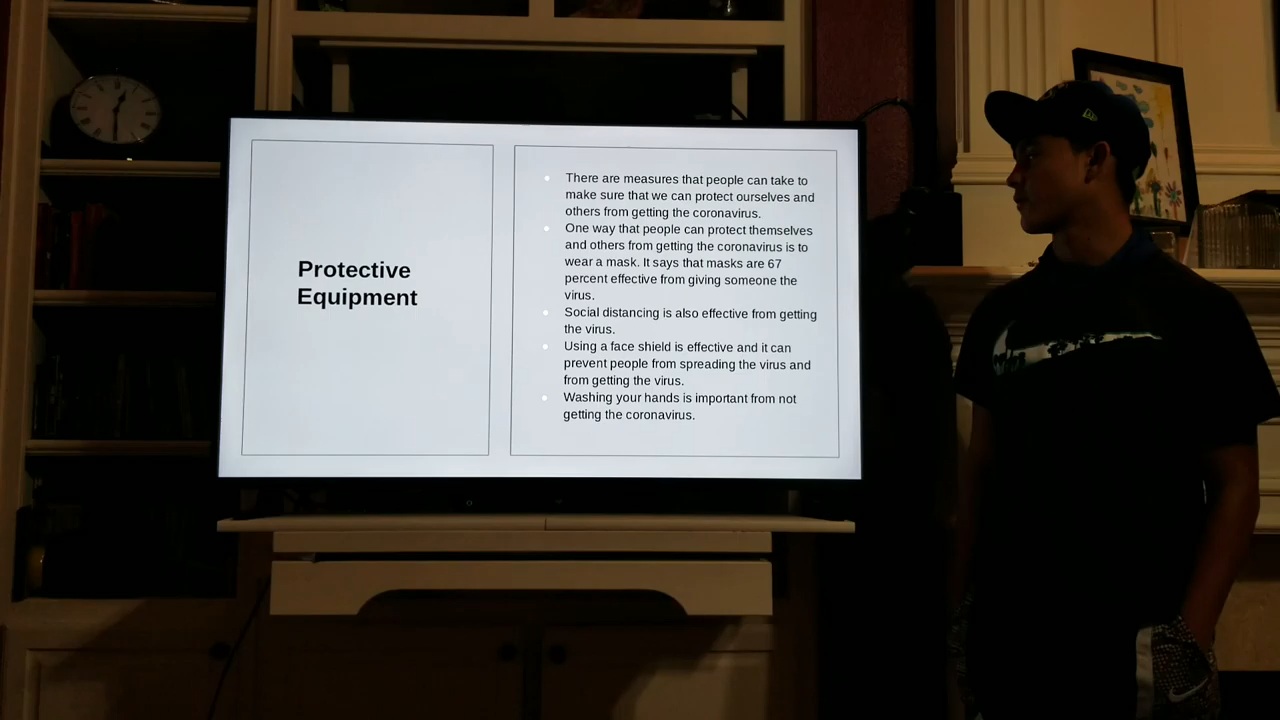 Protective
Equipment
There are measures that people can take to
make sure that we can protect ourselves and
others from getting the coronavirus.
One way that people can protect themselves
and others from getting the coronavirus is to
wear a mask. It says that masks are 67
percent effective from giving someone the
virus.
Social distancing is also effective from getting
the virus.
Using a face shield is effective and it can
prevent people from spreading the virus and
from getting the virus.
Washing your hands is important from not
getting the coronavirus.